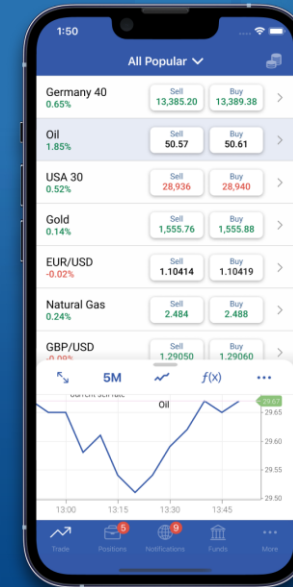 1:50
All Popular
Germany 40
0.65%
Sell
13,385.20
Buy
13,389.38
Oil
1.85%
Sell
50.57
Buy
50.61
USA 30
0.52%
Sell
28,936
Buy
28,940
Gold
0.14%
Sell
1,555.76
Buy
1,555.88
EUR/USD
-0.02%
Sell
1.10414
Buy
1.10419
Natural Gas
0.24%
Sell
2.484
Buy
2.488
GBP/USD
-0.09%
Sell
1.29050
Buy
1.29060
5M
f(x)
Current sell rate
Oil
29.67
29.65
29.60
29.55
29.50
13:00
13:15
13:30
13:45
5
9
Trade
Positions
Notifications
Funds
More